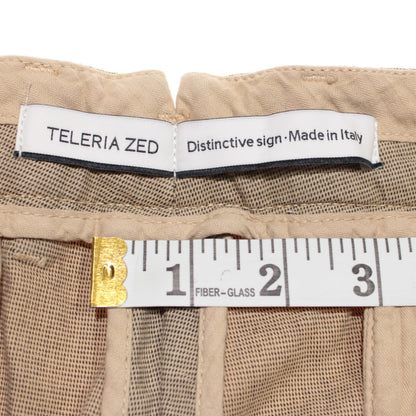 TELERIA ZED
Distinctive sign·Made in Italy
1 2 3
FIBER-GLASS